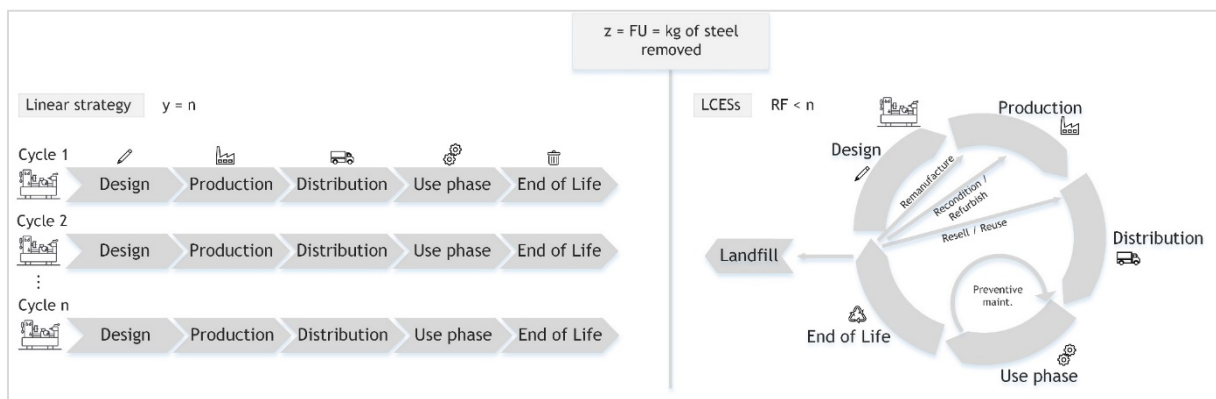 z = FU = kg of steel
removed
Linear strategy
y = n
Cycle 1
Design
Production
Distribution
Use phase
End of Life
Cycle 2
Design
Production
Distribution
Use phase
End of Life
Cycle n
Design
Production
Distribution
Use phase
End of Life
LCESs
RF < n
Production
Design
Remanufacture
Recondition /
Refurbish
Resell / Reuse
Distribution
Landfill
Preventive
maint.
End of Life
Use phase